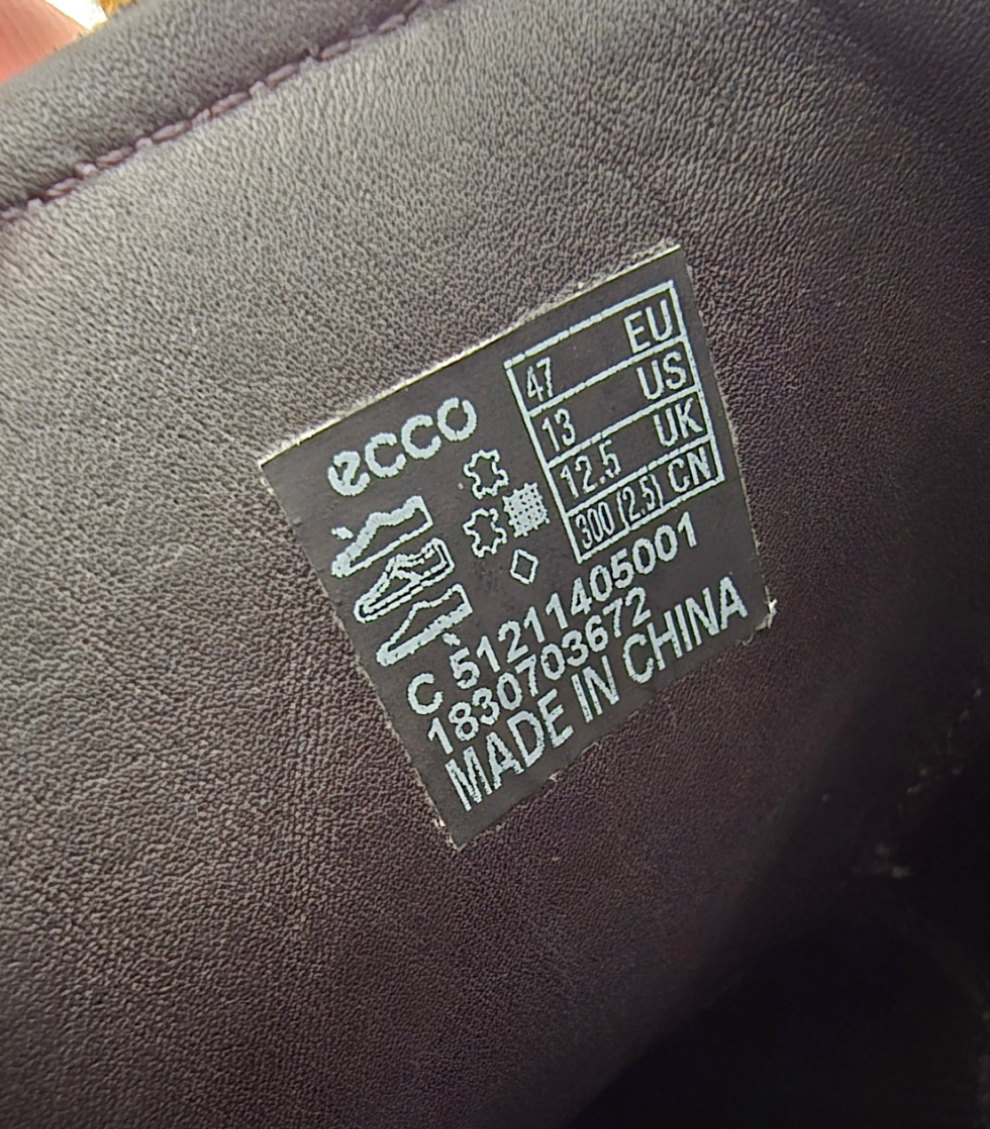 ecco
47 EU
13 US
12.5 UK
300 (2.5) CN
C 51211405001
1830703672
MADE IN CHINA